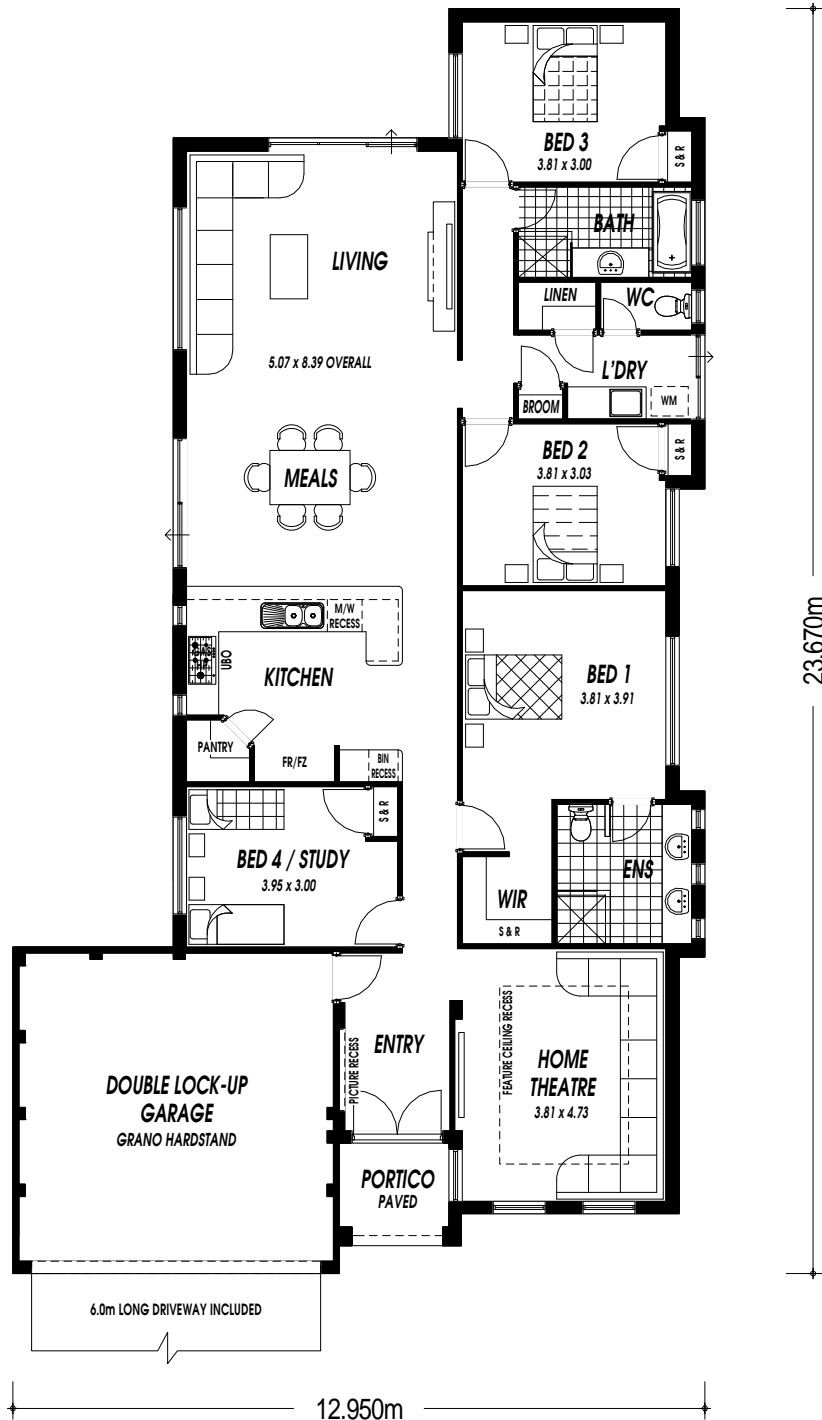 BED 3
3.81 x 3.00
S & R
BATH
LIVING
LINEN
WC
5.07 x 8.39 OVERALL
L'DRY
BROOM
WM
BED 2
3.81 x 3.03
S & R
MEALS
M/W
RECESS
GAS
UBO
KITCHEN
BED 1
3.81 x 3.91
23.670m
PANTRY
FR/FZ
BIN
RECESS
S & R
BED 4 / STUDY
3.95 x 3.00
ENS
WIR
S & R
ENTRY
PICTURE RECESS
FEATURE CEILING RECESS
HOME
THEATRE
3.81 x 4.73
DOUBLE LOCK-UP
GARAGE
GRANO HARDSTAND
PORTICO
PAVED
6.0m LONG DRIVEWAY INCLUDED
12.950m